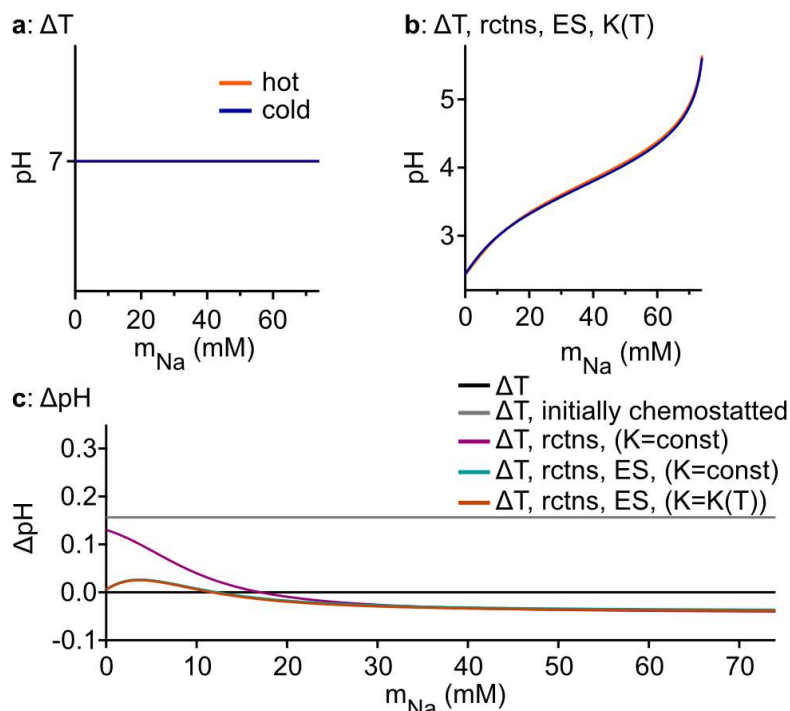 a: ΔT
b: ΔT, rctns, ES, K(T)
hot
cold
pH
7
0 20 40 60
m_Na (mM)
pH
5
4
3
0 20 40 60
m_Na (mM)
c: ΔpH
ΔT
ΔT, initially chemostatted
ΔT, rctns, (K=const)
ΔT, rctns, ES, (K=const)
ΔT, rctns, ES, (K=K(T))
ΔpH
0.3
0.2
0.1
0.0
-0.1
0 10 20 30 40 50 60 70
m_Na (mM)